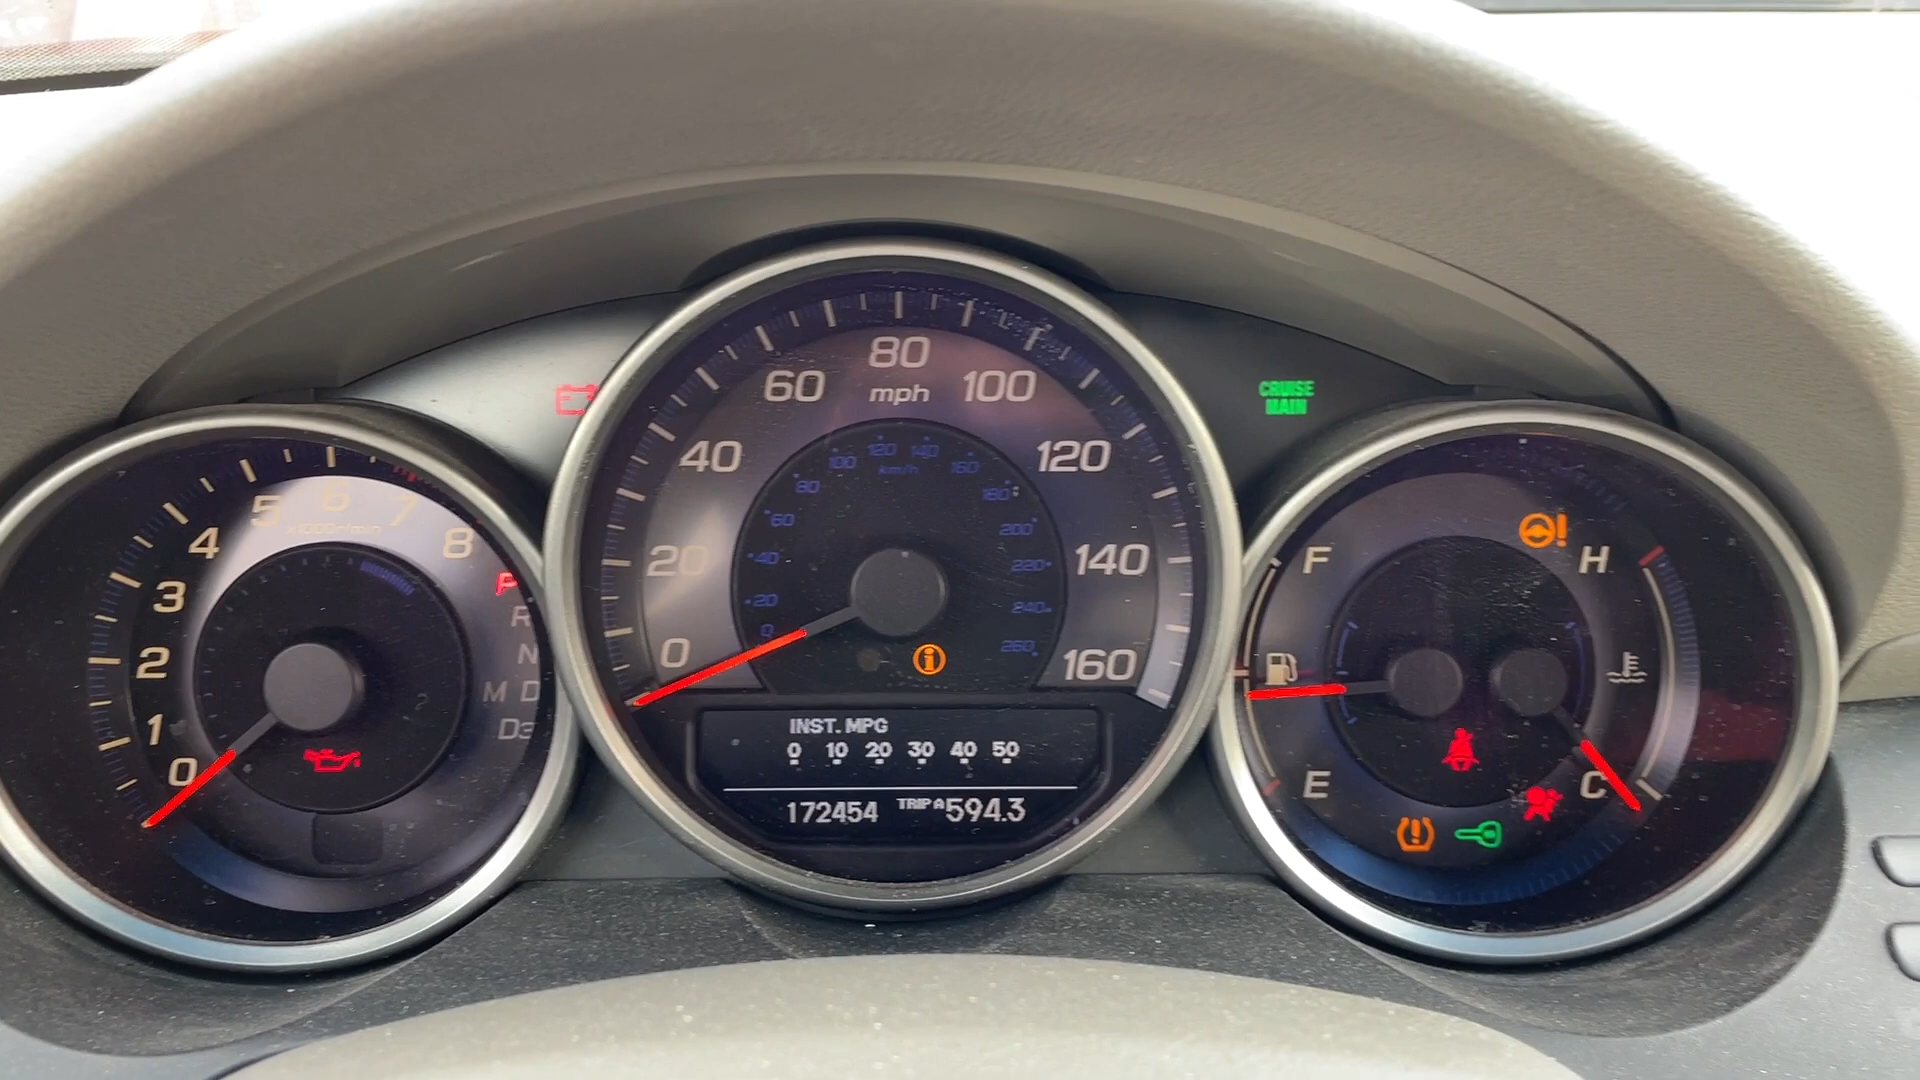 80
60 mph 100
40 120
20 140
0 160
100 120 140 160
km/h
80 180
60 200
40 220
20 240
0 260
CRUISE
MAIN
5 6 7
x1000r/min
4 8
3
2
1
0
P
R
N
M D
D3
F H
E C
INST. MPG
0 10 20 30 40 50
172454 TRIP A 594.3